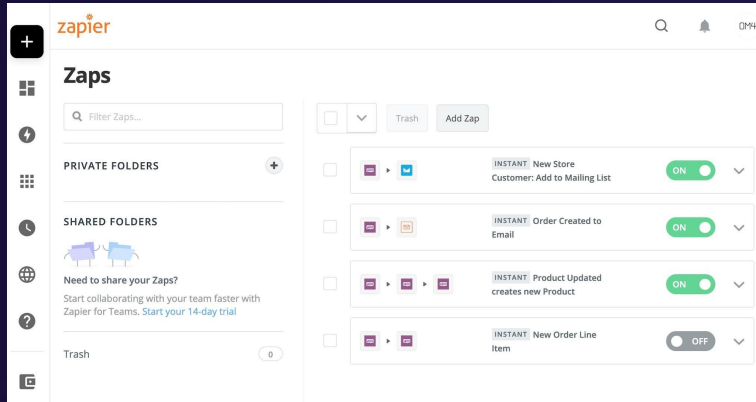 zapier
0M4
Zaps
Filter Zaps...
Trash
Add Zap
PRIVATE FOLDERS
INSTANT New Store
Customer: Add to Mailing List
ON
SHARED FOLDERS
INSTANT Order Created to
Email
ON
Need to share your Zaps?
Start collaborating with your team faster with
Zapier for Teams. Start your 14-day trial
INSTANT Product Updated
creates new Product
ON
Trash
0
INSTANT New Order Line
Item
OFF